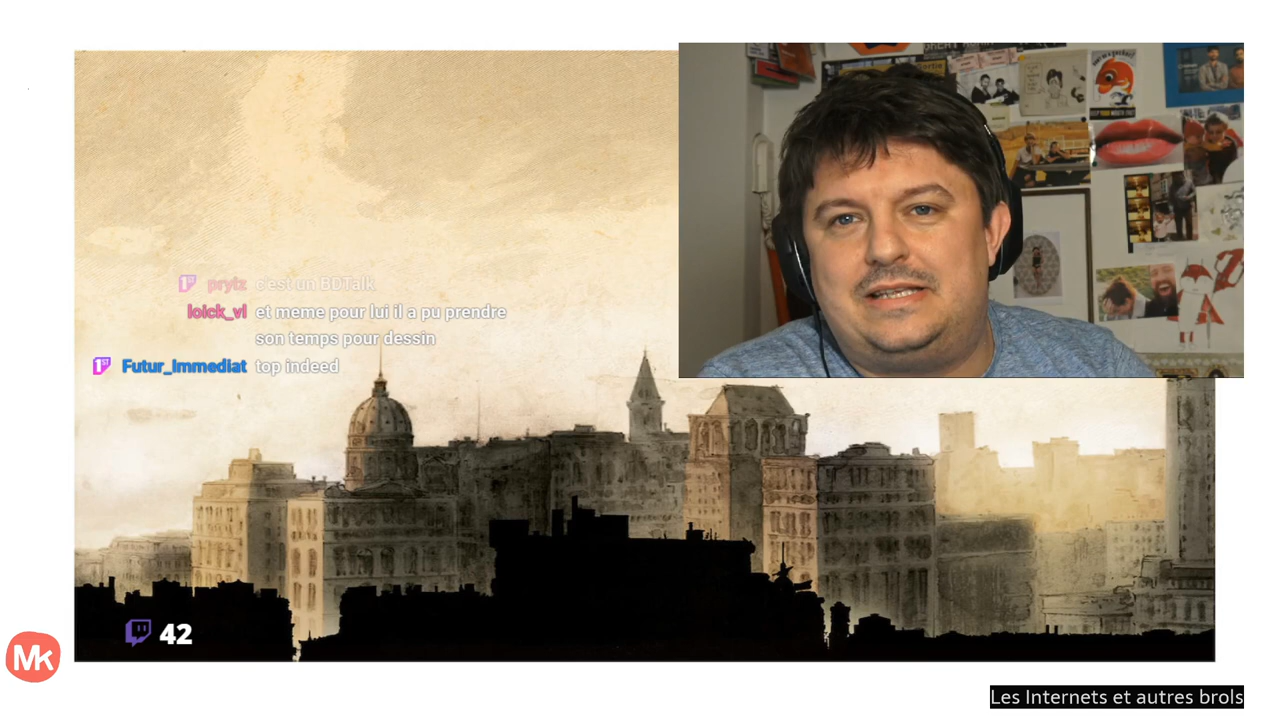 prylz c'est un BDTalk
loick_vl et meme pour lui il a pu prendre
son temps pour dessin
Futur_Immediat top indeed
42
MK
Les Internets et autres brols